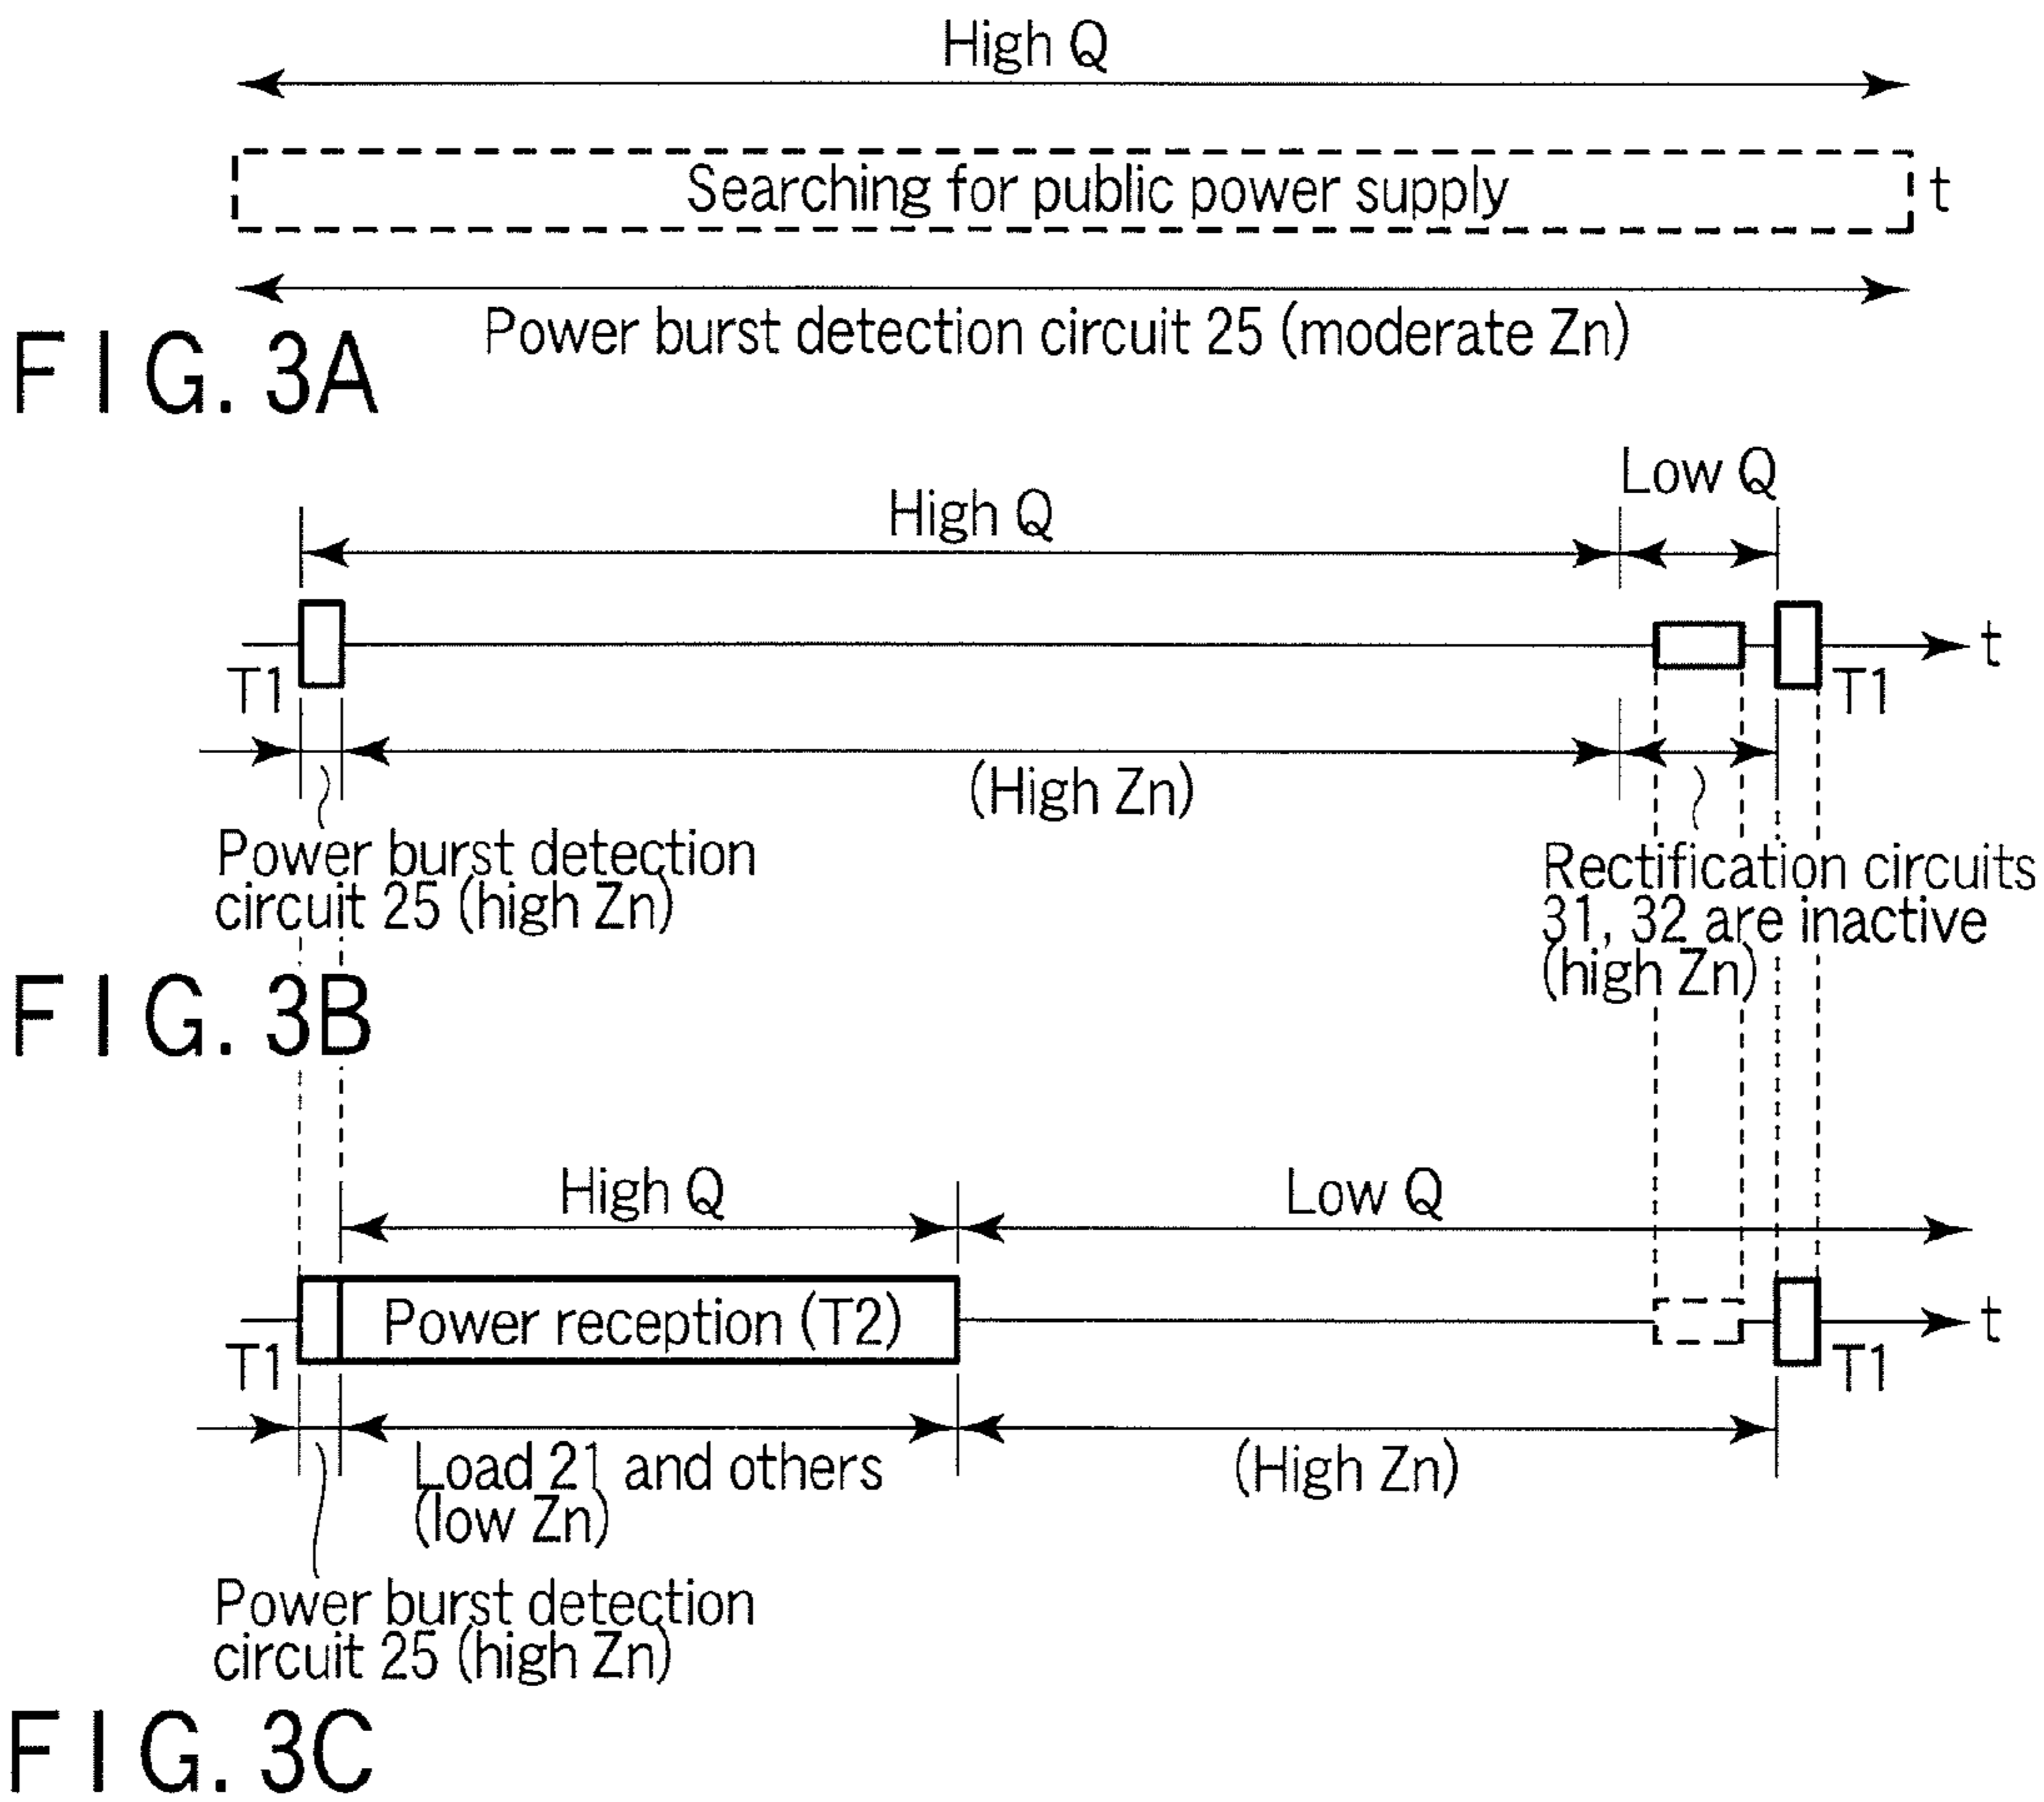 High Q
Searching for public power supply
t
Power burst detection circuit 25 (moderate Zn)
FIG. 3A
Low Q
High Q
t
T1
T1
(High Zn)
Power burst detection
circuit 25 (high Zn)
Rectification circuits
31, 32 are inactive
(high Zn)
FIG. 3B
High Q
Low Q
Power reception (T2)
t
T1
T1
Load 21 and others
(low Zn)
(High Zn)
Power burst detection
circuit 25 (high Zn)
FIG. 3C